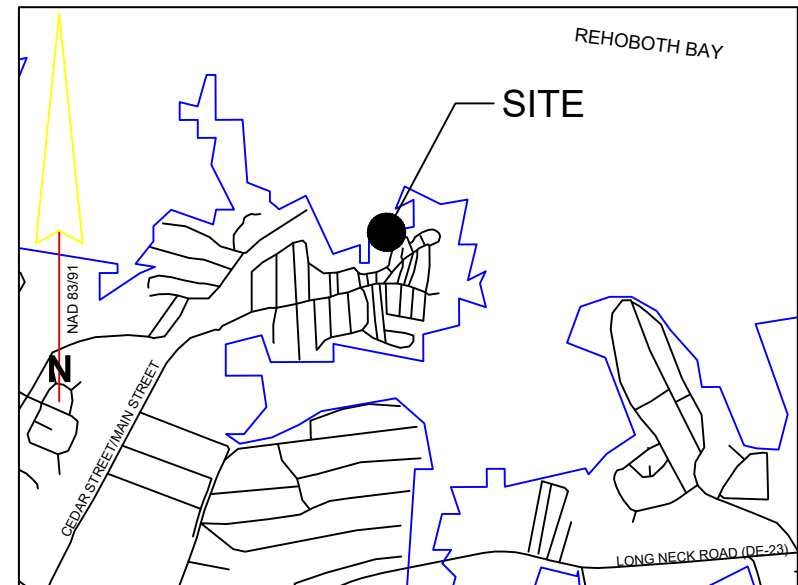 REHOBOTH BAY
SITE
NAD 83/91
N
CEDAR STREET/MAIN STREET
LONG NECK ROAD (DE-23)